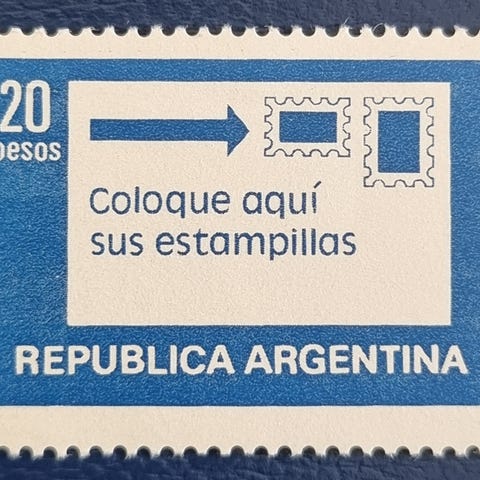 20
pesos
Coloque aquí
sus estampillas
REPUBLICA ARGENTINA